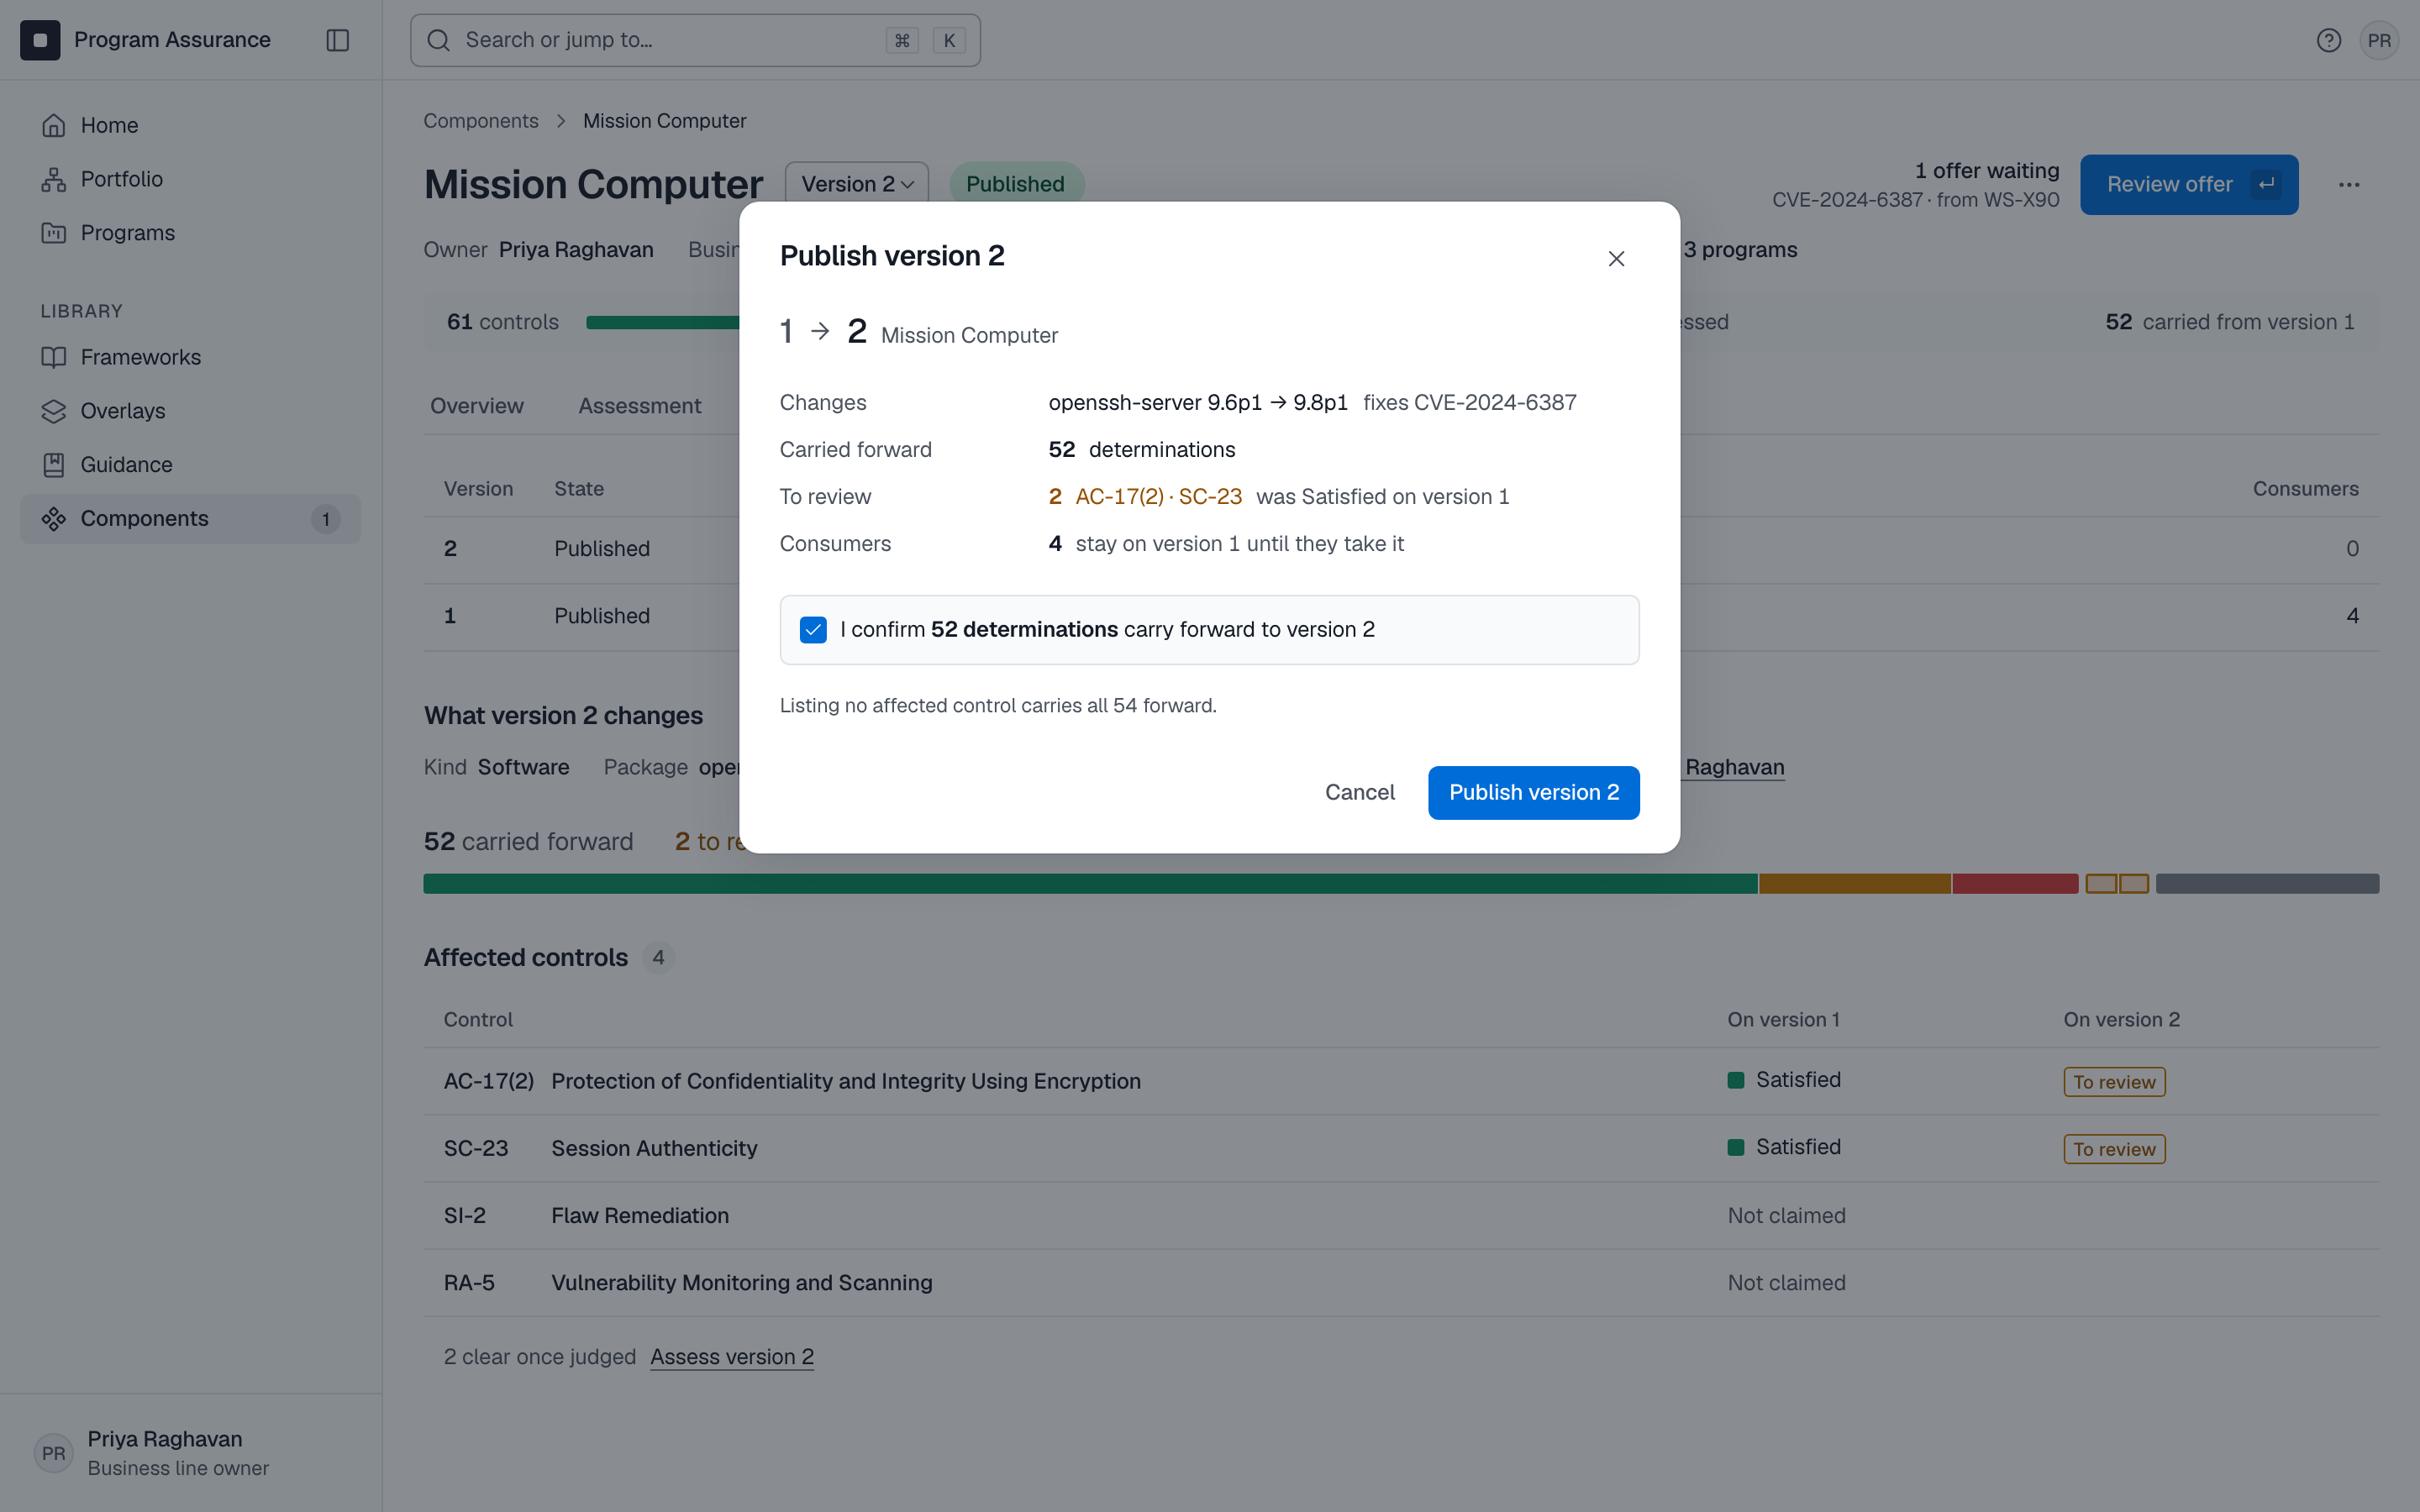 Program Assurance
Search or jump to...
⌘ K
PR
Home
Portfolio
Programs
LIBRARY
Frameworks
Overlays
Guidance
Components 1
PR
Priya Raghavan
Business line owner
Components > Mission Computer
Mission Computer Version 2 Published
1 offer waiting
CVE-2024-6387 · from WS-X90
Review offer
Owner Priya Raghavan
3 programs
61 controls
52 carried from version 1
Overview Assessment
Version State Consumers
2 Published 0
1 Published 4
What version 2 changes
Kind Software Package
Raghavan
52 carried forward 2 to
Affected controls 4
Control On version 1 On version 2
AC-17(2) Protection of Confidentiality and Integrity Using Encryption Satisfied To review
SC-23 Session Authenticity Satisfied To review
SI-2 Flaw Remediation Not claimed
RA-5 Vulnerability Monitoring and Scanning Not claimed
2 clear once judged Assess version 2
Publish version 2
1 → 2 Mission Computer
Changes openssh-server 9.6p1 → 9.8p1 fixes CVE-2024-6387
Carried forward 52 determinations
To review 2 AC-17(2) · SC-23 was Satisfied on version 1
Consumers 4 stay on version 1 until they take it
I confirm 52 determinations carry forward to version 2
Listing no affected control carries all 54 forward.
Cancel Publish version 2